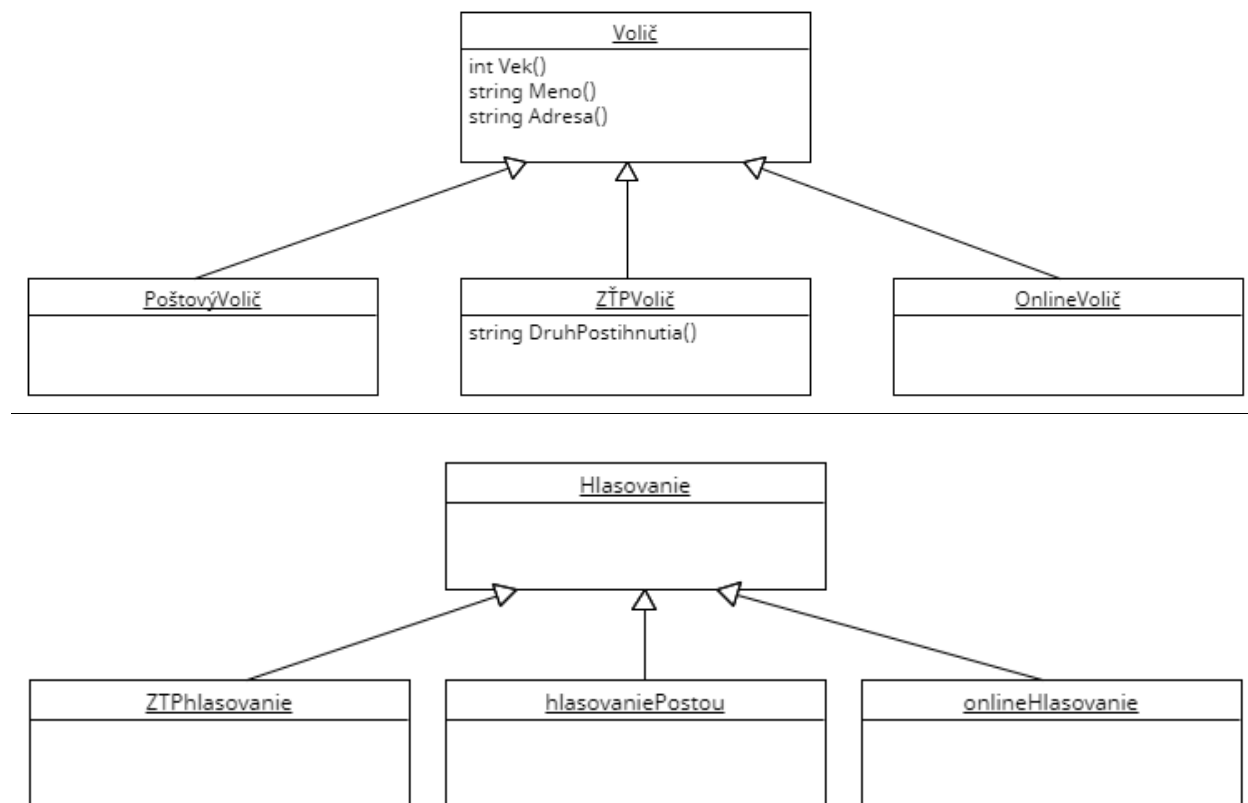 Volič
int Vek()
string Meno()
string Adresa()
PoštovýVolič
ZŤPVolič
string DruhPostihnutia()
OnlineVolič
Hlasovanie
ZTPhlasovanie
hlasovaniePostou
onlineHlasovanie